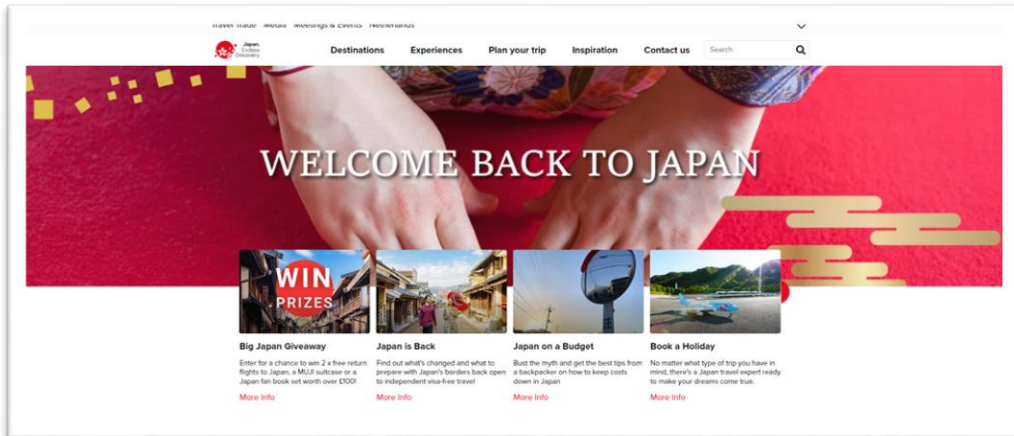 Travel Trade Media Meetings & Events Netherlands
Japan.
Endless
Discovery
Destinations Experiences Plan your trip Inspiration Contact us Search
WELCOME BACK TO JAPAN
WIN
PRIZES
Big Japan Giveaway
Enter for a chance to win 2 x free return
flights to Japan, a MUJI suitcase or a
Japan fan book set worth over £100!
More Info
Japan is Back
Find out what's changed and what to
prepare with Japan's borders back open
to independent visa-free travel
More Info
Japan on a Budget
Bust the myth and get the best tips from
a backpacker on how to keep costs
down in Japan
More Info
Book a Holiday
No matter what type of trip you have in
mind, there's a Japan travel expert ready
to make your dreams come true.
More Info